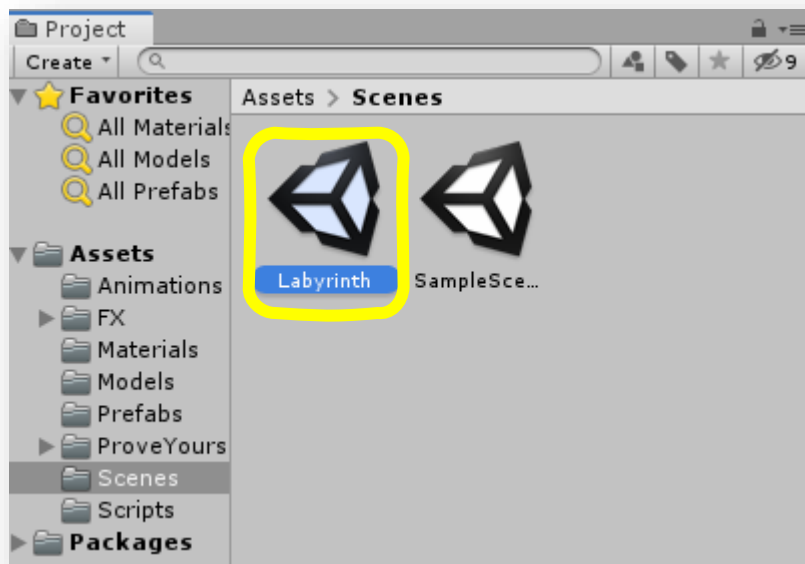 Project
Create
9
Favorites
All Materials
All Models
All Prefabs
Assets
Animations
FX
Materials
Models
Prefabs
ProveYours
Scenes
Scripts
Packages
Assets > Scenes
Labyrinth
SampleSce...